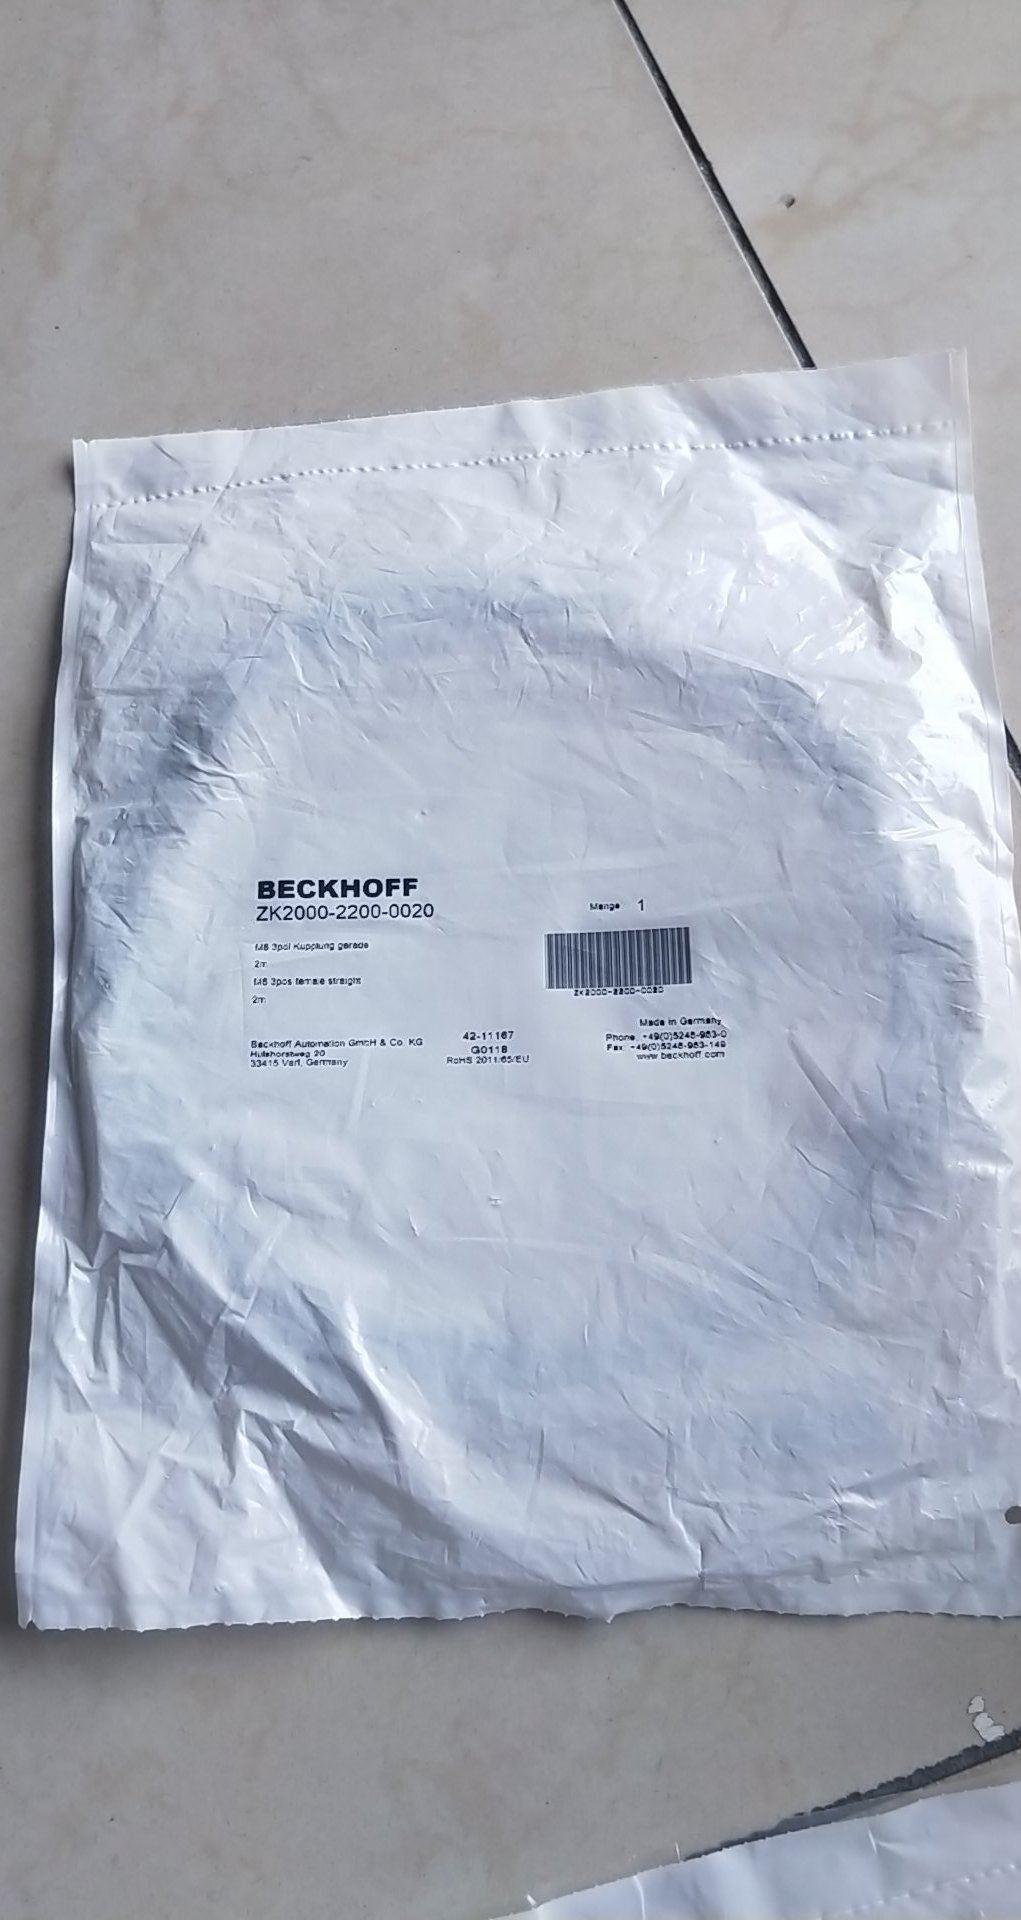 BECKHOFF
ZK2000-2200-0020
M8 3pol Kupplung gerade
2m
M8 3pos female straight
2m
Menge 1
ZK2000-2200-0020
Beckhoff Automation GmbH & Co. KG
Hülshorstweg 20
33415 Verl, Germany
42-11167
G0118
RoHS 2011/65/EU
Made in Germany
Phone: +49(0)5246-963-0
Fax: +49(0)5246-963-149
www.beckhoff.com